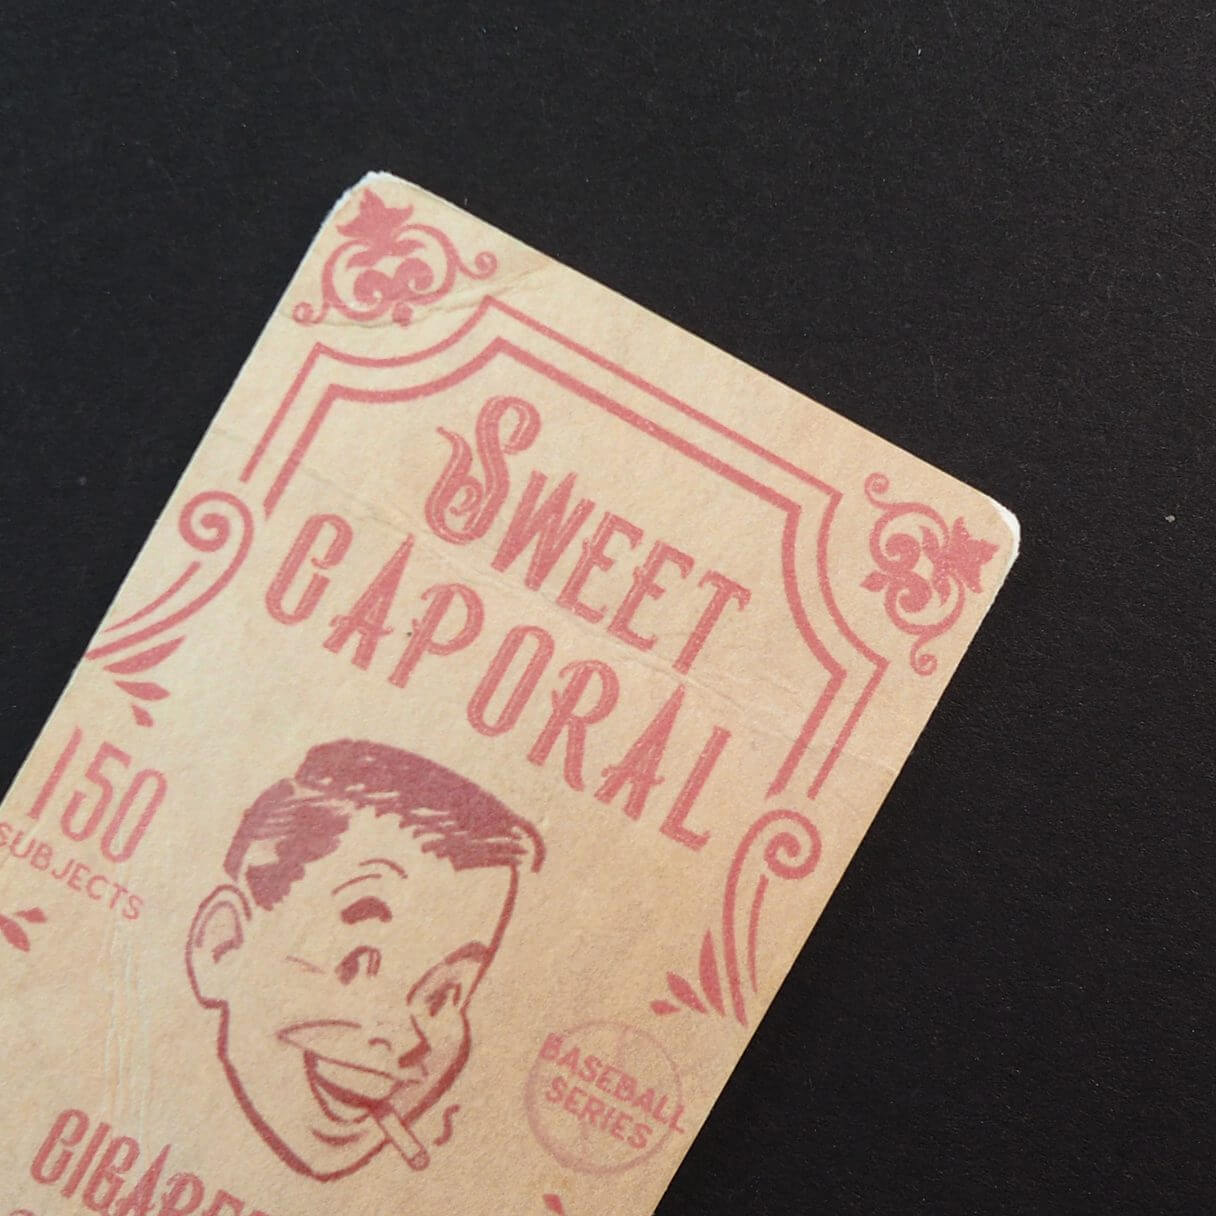 SWEET
CAPORAL
150
SUBJECTS
BASEBALL
SERIES